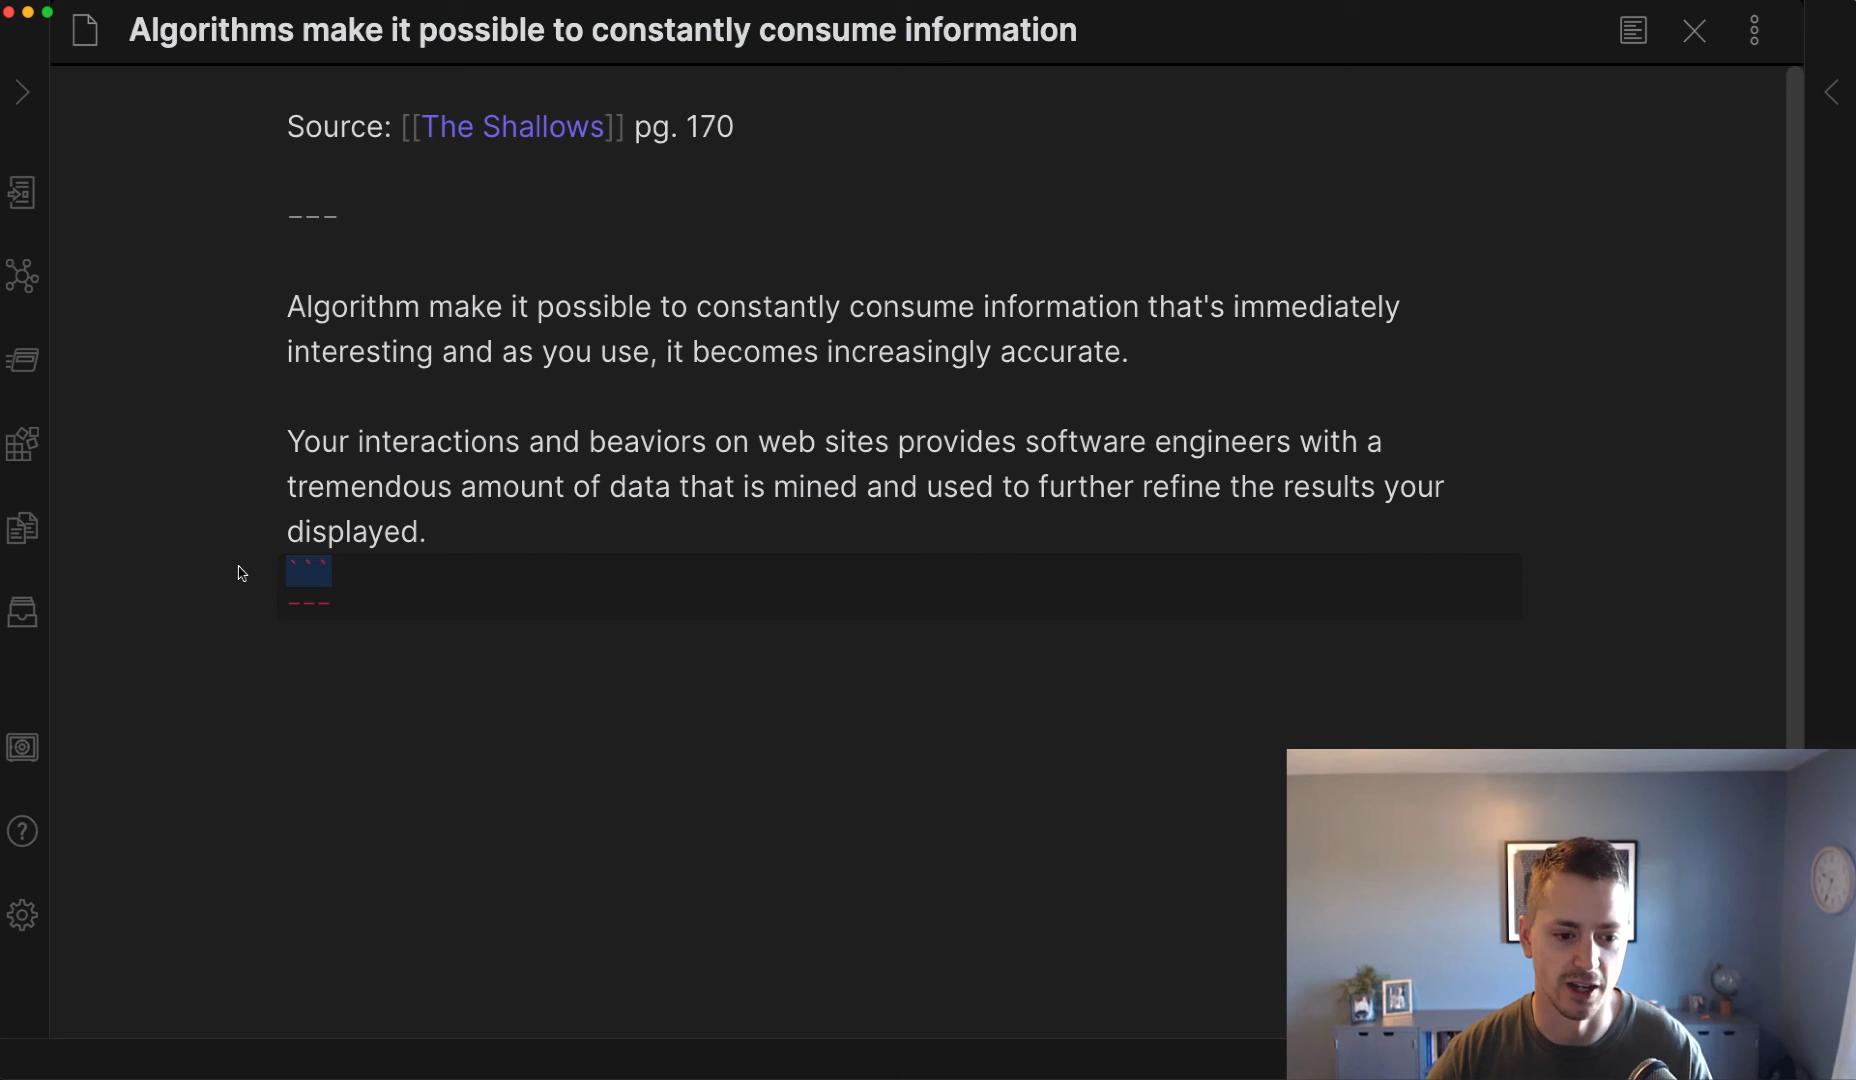 Algorithms make it possible to constantly consume information
Source: [[The Shallows]] pg. 170
---
Algorithm make it possible to constantly consume information that's immediately
interesting and as you use, it becomes increasingly accurate.
Your interactions and beaviors on web sites provides software engineers with a
tremendous amount of data that is mined and used to further refine the results your
displayed.
```
---